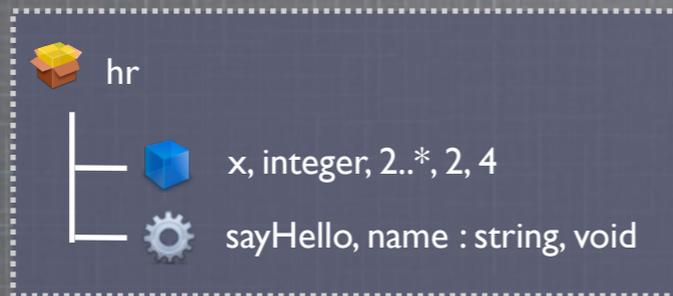 hr
x, integer, 2..*, 2, 4
sayHello, name : string, void